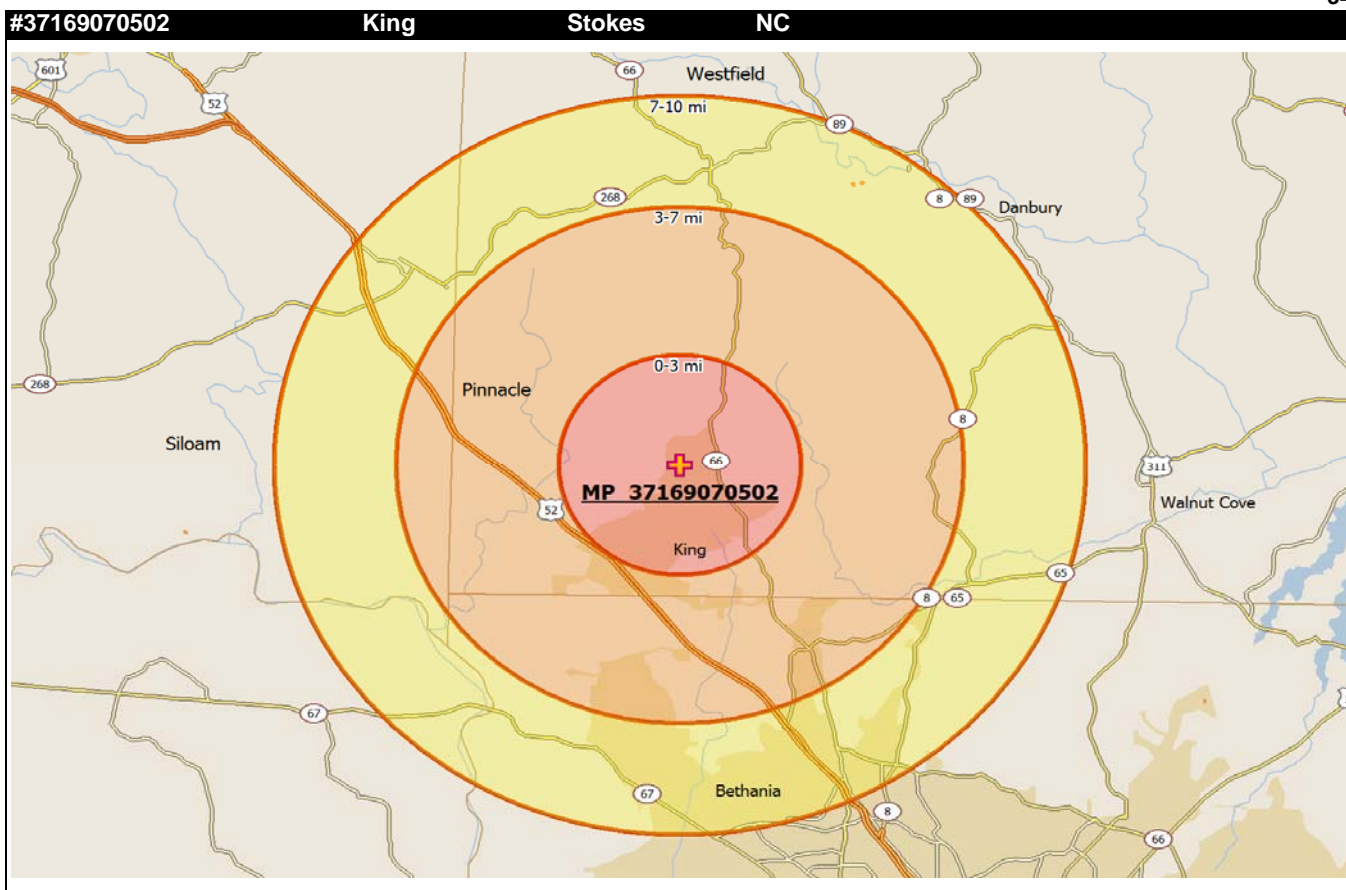 #37169070502 King Stokes NC
601
66
Westfield
52
7-10 mi
89
268
8 89
Danbury
3-7 mi
0-3 mi
268
Pinnacle
8
Siloam
66
311
MP 37169070502
52
Walnut Cove
King
65
8 65
67
67
Bethania
8
66